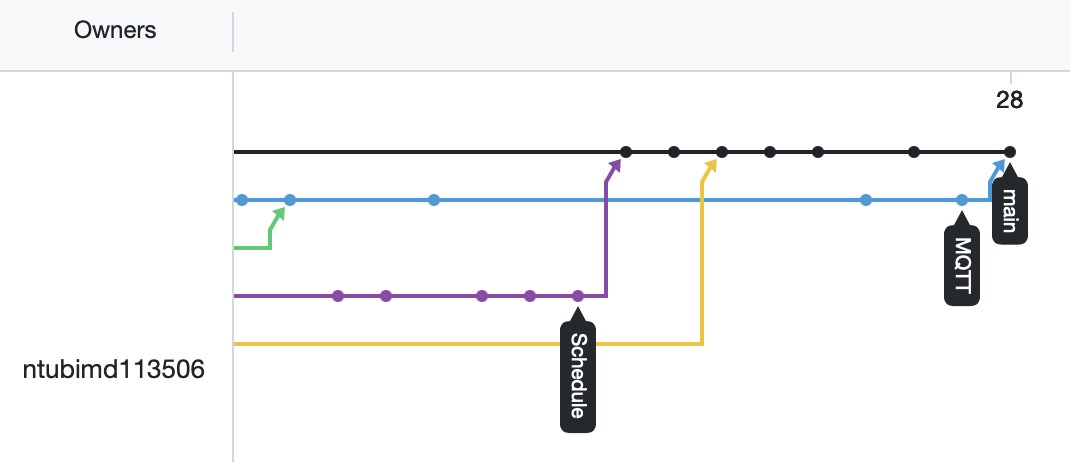 Owners
28
main
MQTT
Schedule
ntubimd113506